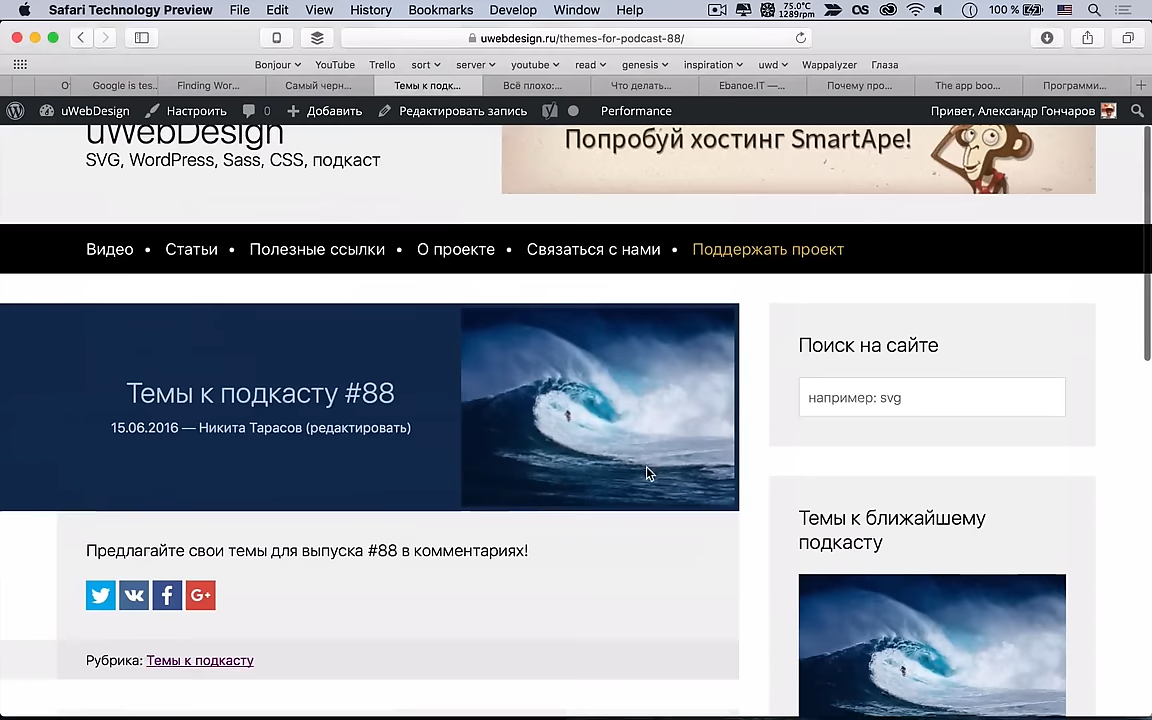 Safari Technology Preview File Edit View History Bookmarks Develop Window Help 75.0°C 1289rpm OS 100 %
uwebdesign.ru/themes-for-podcast-88/
Bonjour YouTube Trello sort server youtube read genesis inspiration uwd Wappalyzer Глаза
Google is tes... Finding Wor... Самый черн... Темы к подк... Всё плохо:... Что делать... Ebanoe.IT —... Почему про... The app boo... Программи...
uWebDesign Настроить 0 Добавить Редактировать запись Performance Привет, Александр Гончаров
uWebDesign
SVG, WordPress, Sass, CSS, подкаст
Попробуй хостинг SmartApe!
Видео • Статьи • Полезные ссылки • О проекте • Связаться с нами • Поддержать проект
Темы к подкасту #88
15.06.2016 — Никита Тарасов (редактировать)
Предлагайте свои темы для выпуска #88 в комментариях!
Рубрика: Темы к подкасту
Поиск на сайте
например: svg
Темы к ближайшему
подкасту